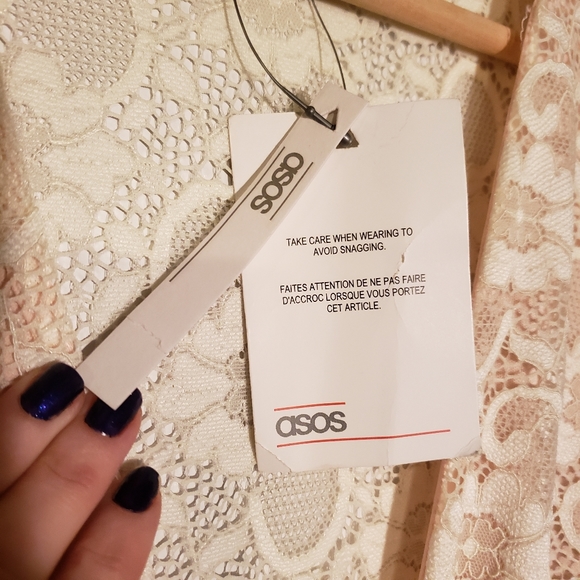 asos
TAKE CARE WHEN WEARING TO
AVOID SNAGGING.
FAITES ATTENTION DE NE PAS FAIRE
D'ACCROC LORSQUE VOUS PORTEZ
CET ARTICLE.
asos